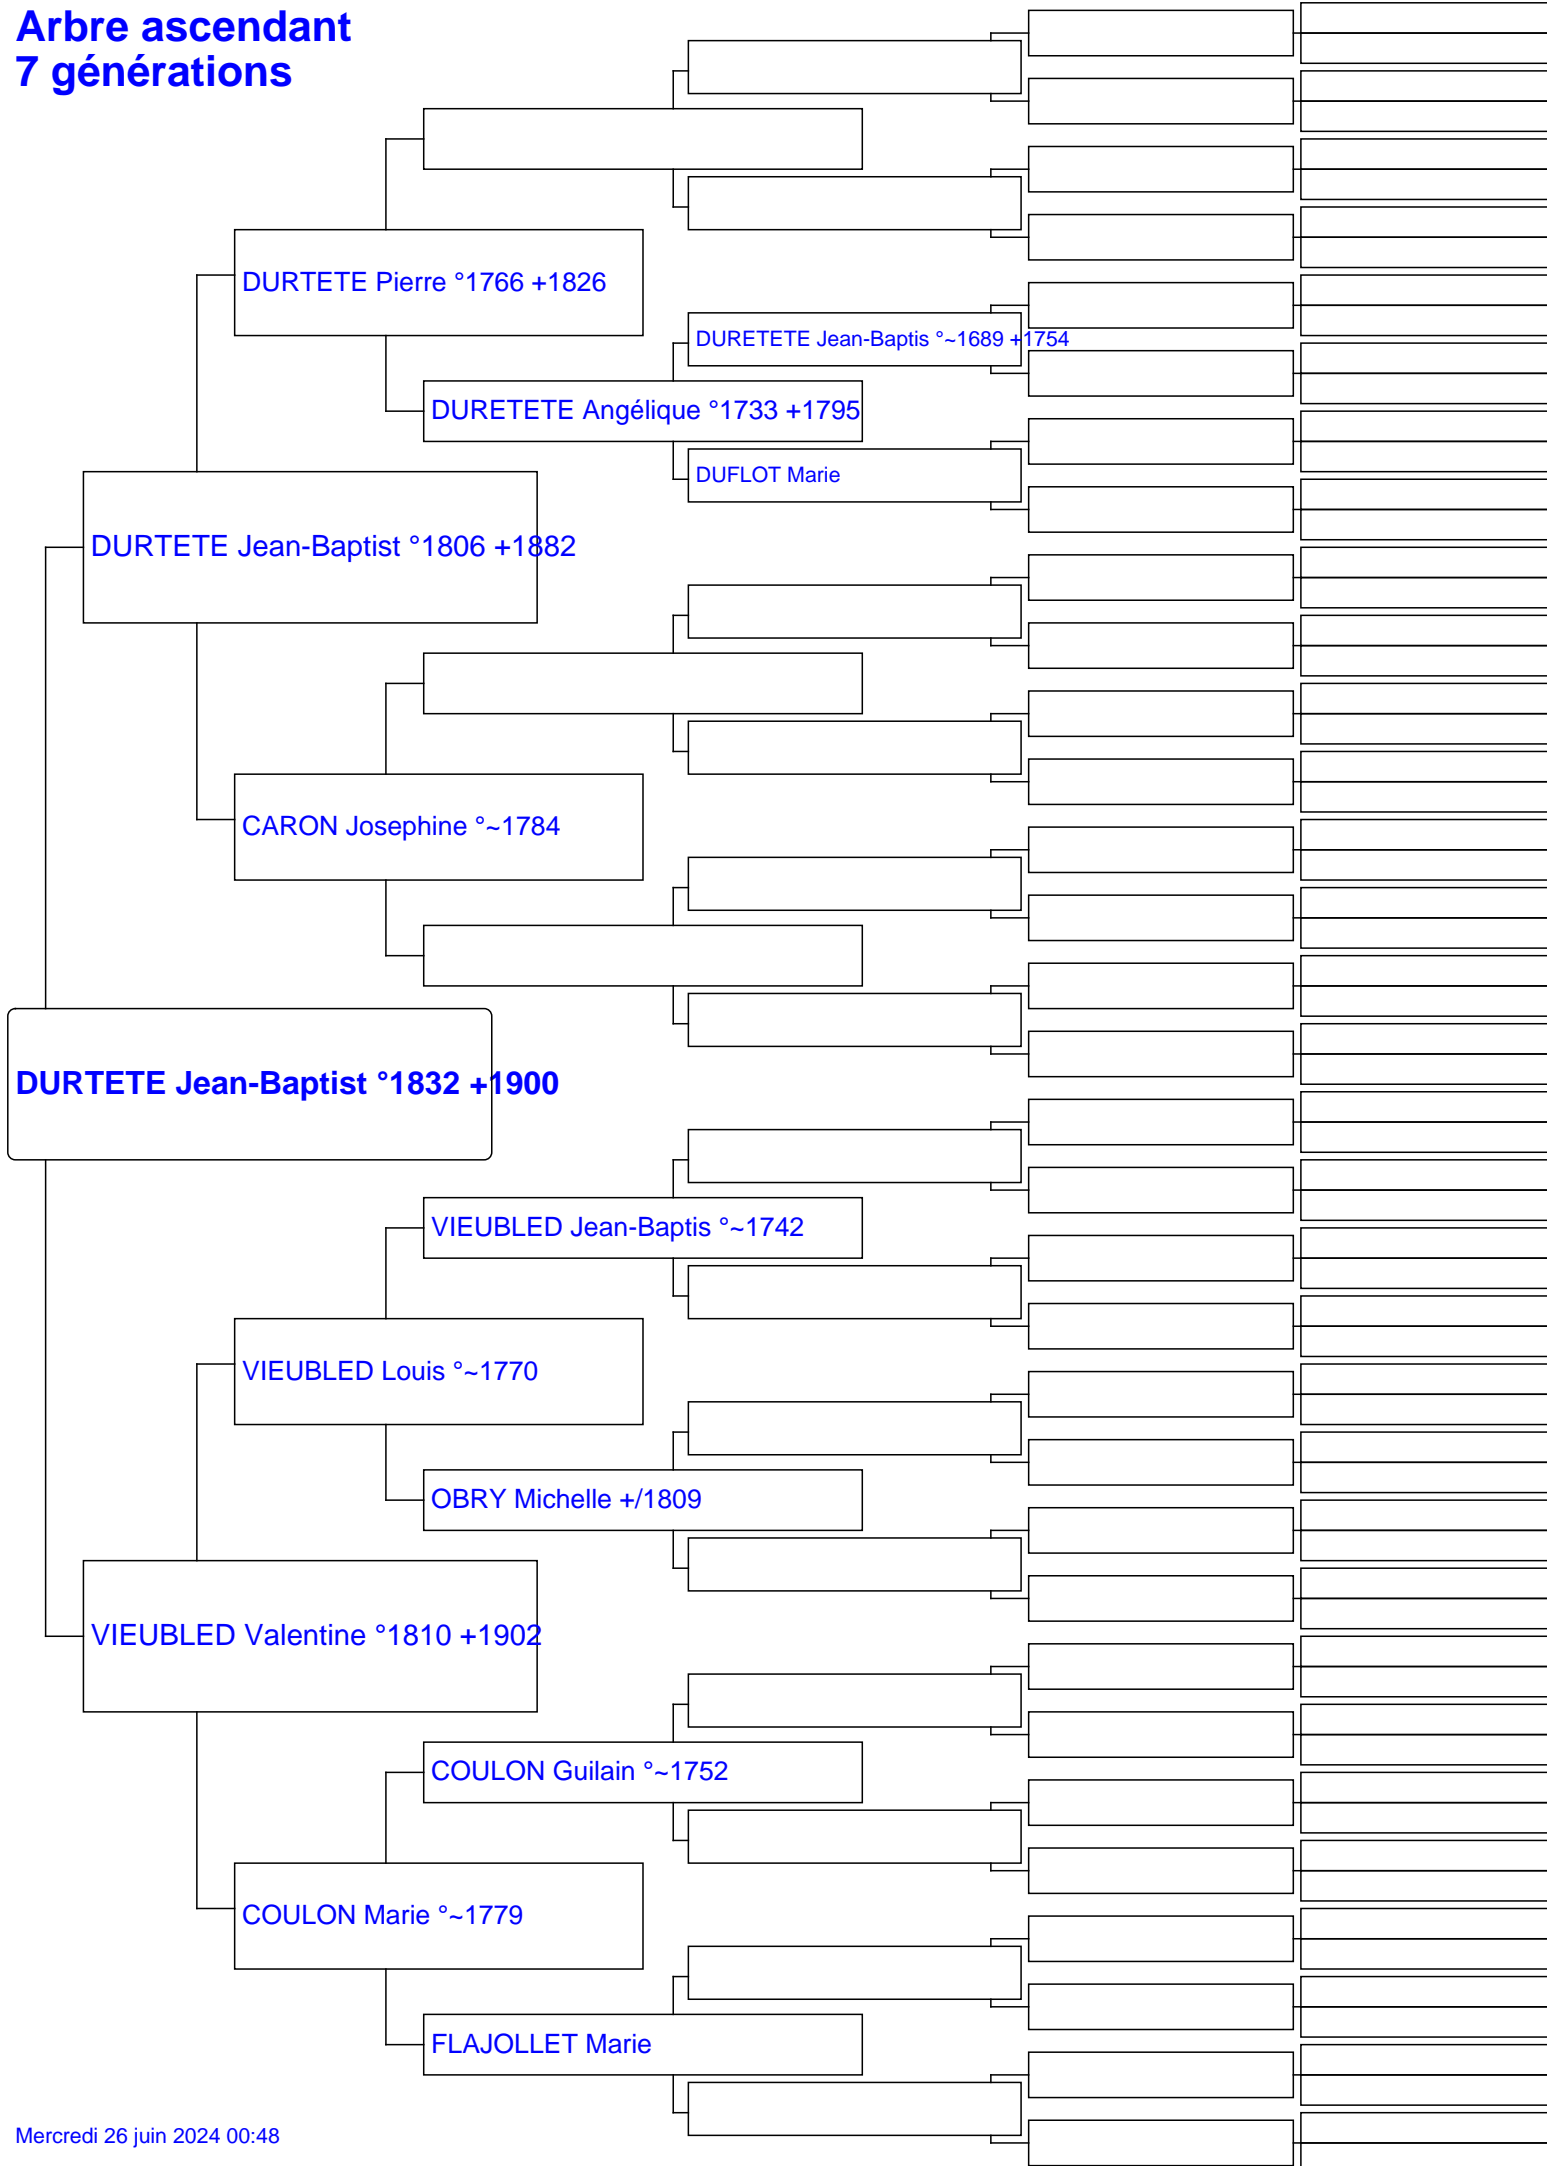 Arbre ascendant
7 générations
DURTETE Pierre °1766 +1826
DURETETE Jean-Baptis °~1689 +1754
DURETETE Angélique °1733 +1795
DUFLOT Marie
DURTETE Jean-Baptist °1806 +1882
CARON Josephine °~1784
DURTETE Jean-Baptist °1832 +1900
VIEUBLED Jean-Baptis °~1742
VIEUBLED Louis °~1770
OBRY Michelle +/1809
VIEUBLED Valentine °1810 +1902
COULON Guilain °~1752
COULON Marie °~1779
FLAJOLLET Marie
Mercredi 26 juin 2024 00:48